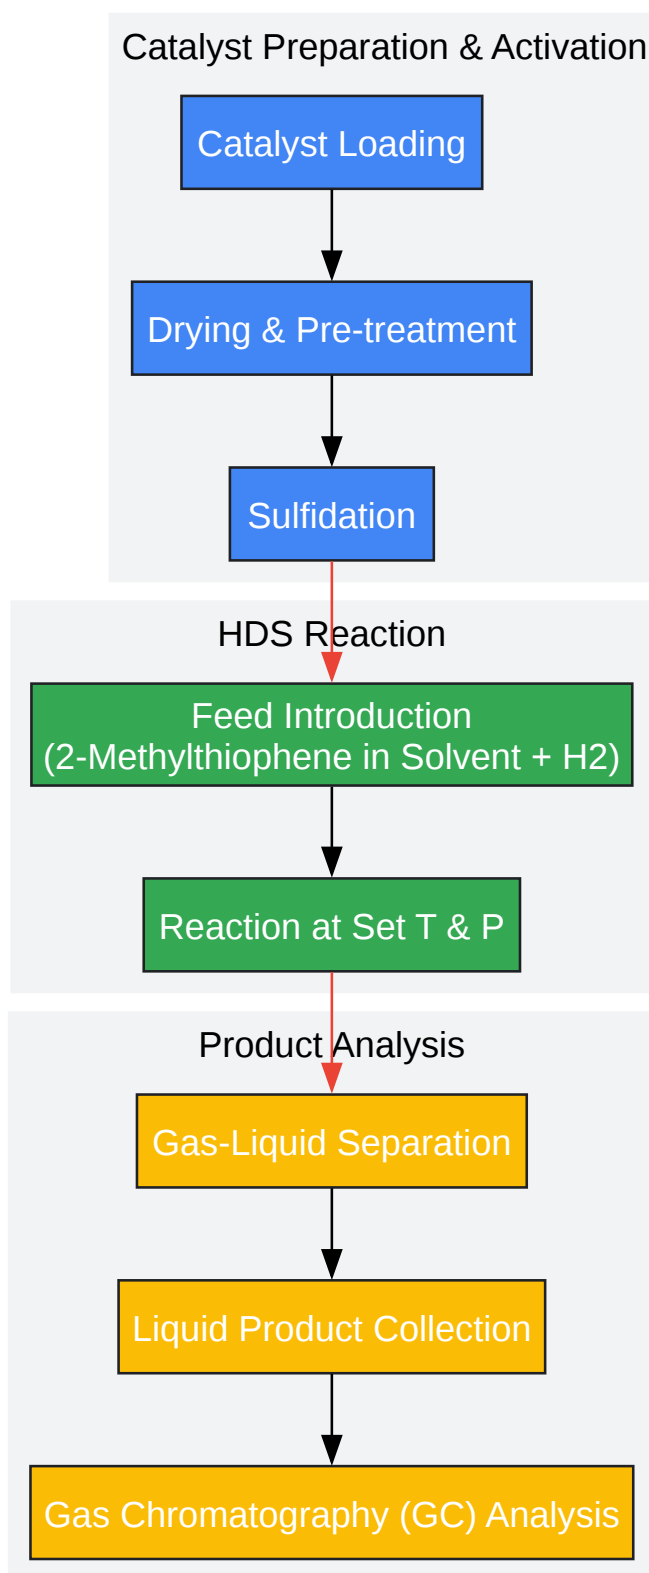 Catalyst Preparation & Activation
Catalyst Loading
Drying & Pre-treatment
Sulfidation
HDS Reaction
Feed Introduction
(2-Methylthiophene in Solvent + H2)
Reaction at Set T & P
Product Analysis
Gas-Liquid Separation
Liquid Product Collection
Gas Chromatography (GC) Analysis